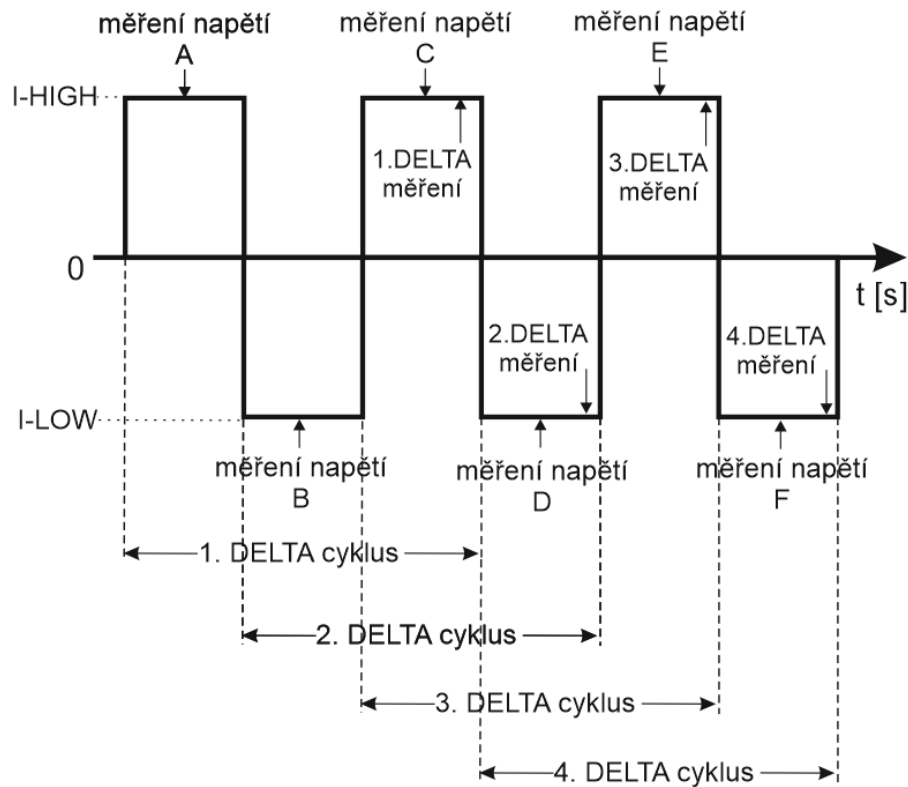 měření napětí
A
měření napětí
C
měření napětí
E
I-HIGH
1.DELTA
měření
3.DELTA
měření
0
t [s]
2.DELTA
měření
4.DELTA
měření
I-LOW
měření napětí
B
měření napětí
D
měření napětí
F
1. DELTA cyklus
2. DELTA cyklus
3. DELTA cyklus
4. DELTA cyklus